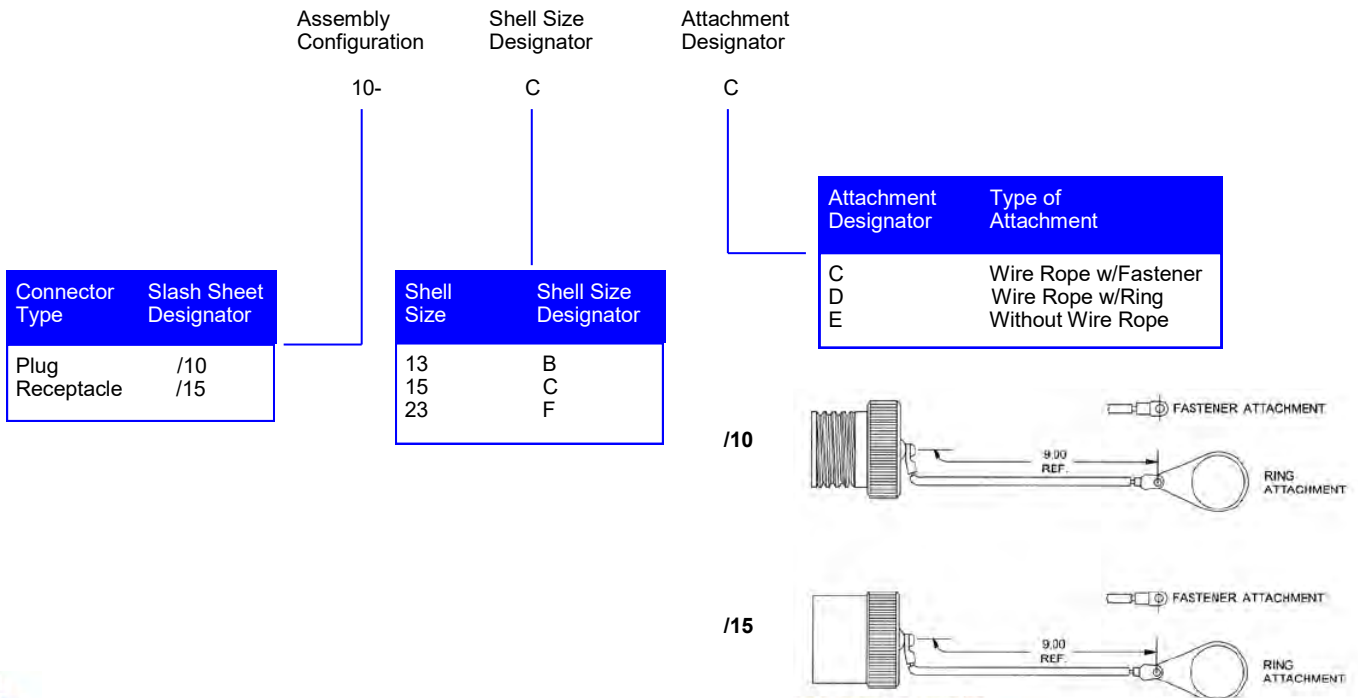 Assembly
Configuration
Shell Size
Designator
Attachment
Designator
10-
C
C
Attachment
Designator
Type of
Attachment
C Wire Rope w/Fastener
D Wire Rope w/Ring
E Without Wire Rope
Connector
Type
Slash Sheet
Designator
Plug /10
Receptacle /15
Shell
Size
Shell Size
Designator
13 B
15 C
23 F
/10
FASTENER ATTACHMENT
9.00
REF.
RING
ATTACHMENT
/15
FASTENER ATTACHMENT
9.00
REF.
RING
ATTACHMENT